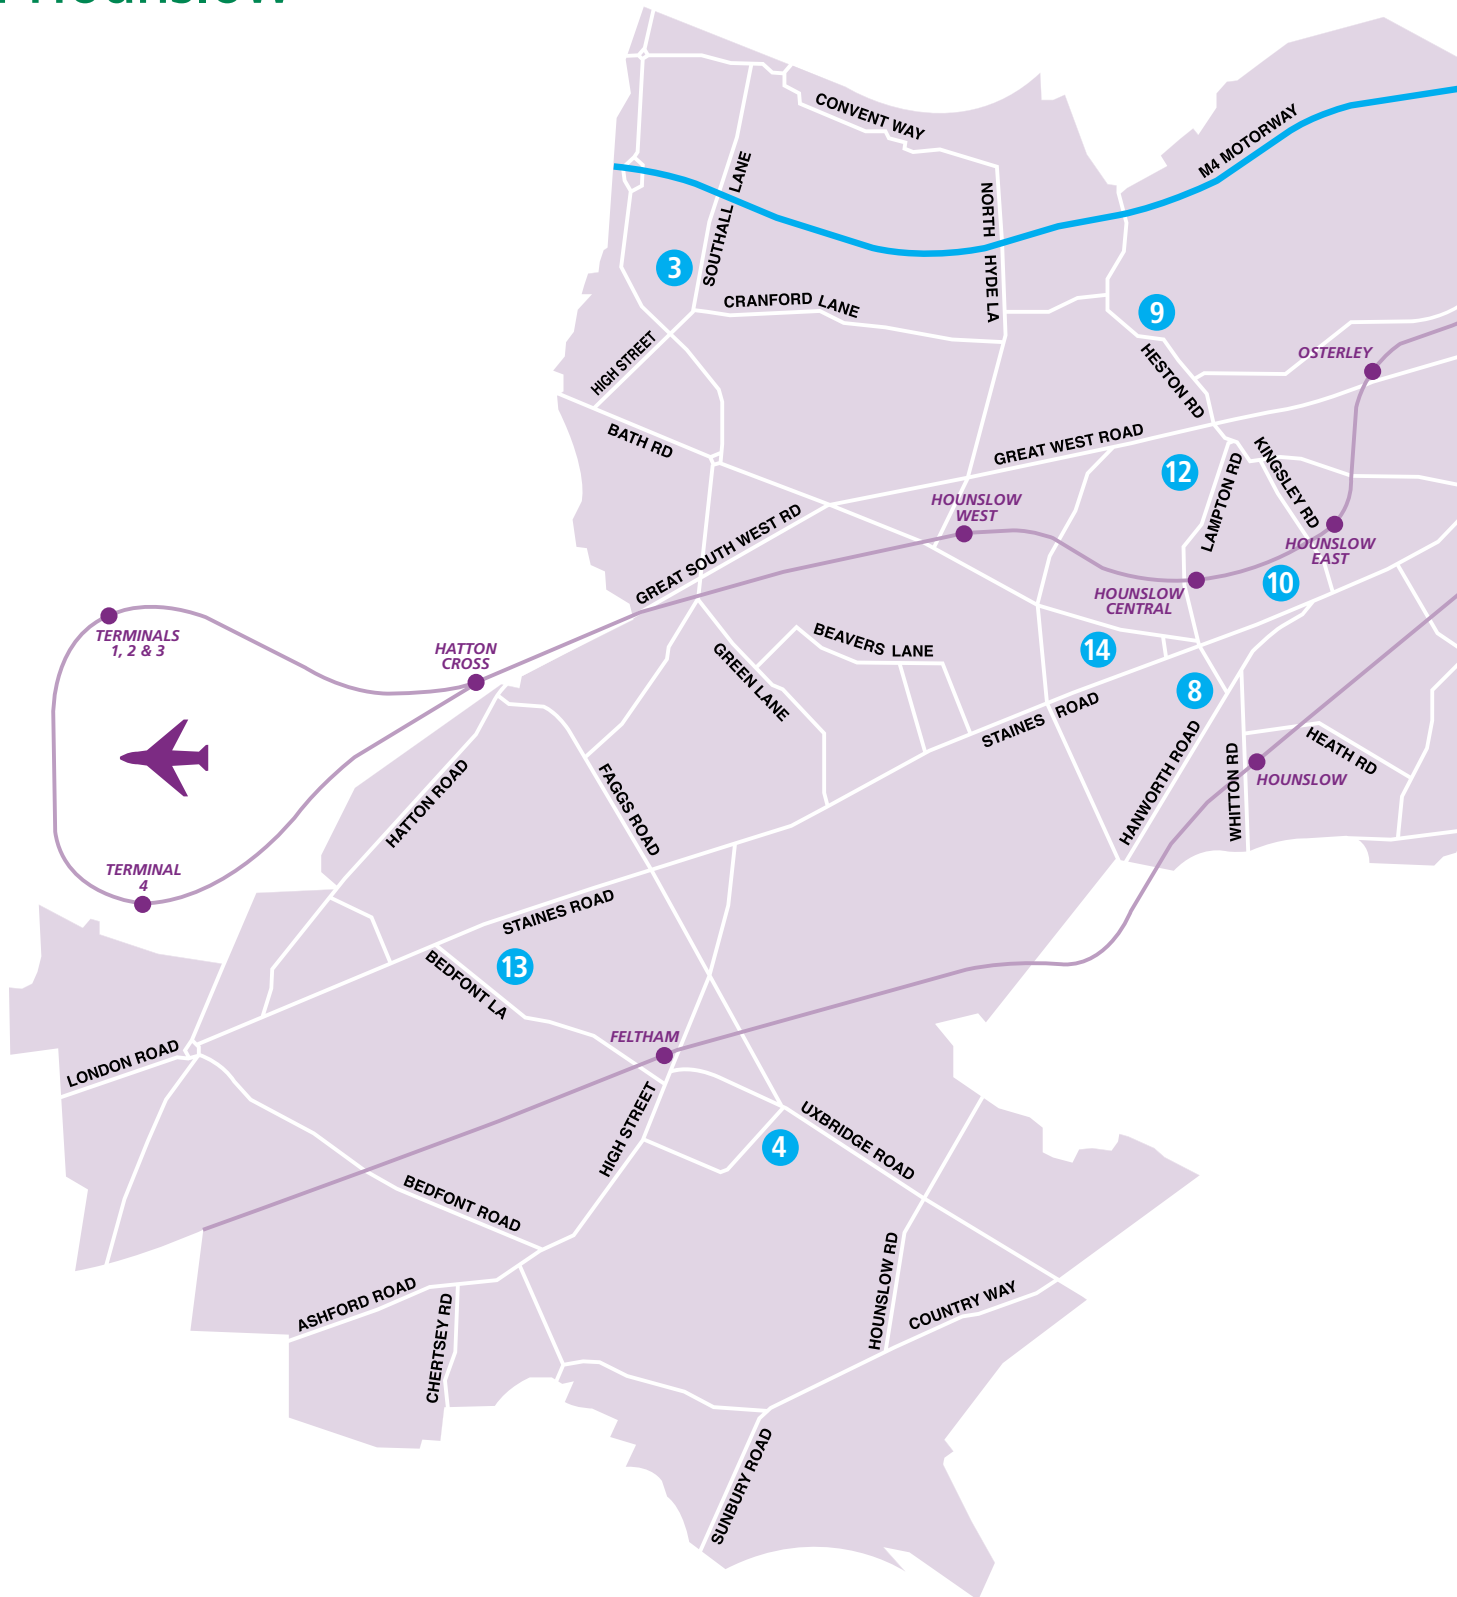 Hounslow
CONVENT WAY
M4 MOTORWAY
SOUTHALL LANE
NORTH HYDE LA
3
CRANFORD LANE
9
HIGH STREET
HESTON RD
OSTERLEY
BATH RD
GREAT WEST ROAD
12
LAMPTON RD
KINGSLEY RD
HOUNSLOW
WEST
GREAT SOUTH WEST RD
HOUNSLOW
EAST
10
HOUNSLOW
CENTRAL
TERMINALS
1, 2 & 3
HATTON
CROSS
BEAVERS LANE
14
GREEN LANE
8
STAINES ROAD
HANWORTH ROAD
WHITTON RD
HEATH RD
HOUNSLOW
HATTON ROAD
FAGGS ROAD
TERMINAL
4
STAINES ROAD
BEDFONT LA
13
FELTHAM
LONDON ROAD
HIGH STREET
UXBRIDGE ROAD
4
BEDFONT ROAD
HOUNSLOW RD
COUNTRY WAY
ASHFORD ROAD
CHERTSEY RD
SUNBURY ROAD